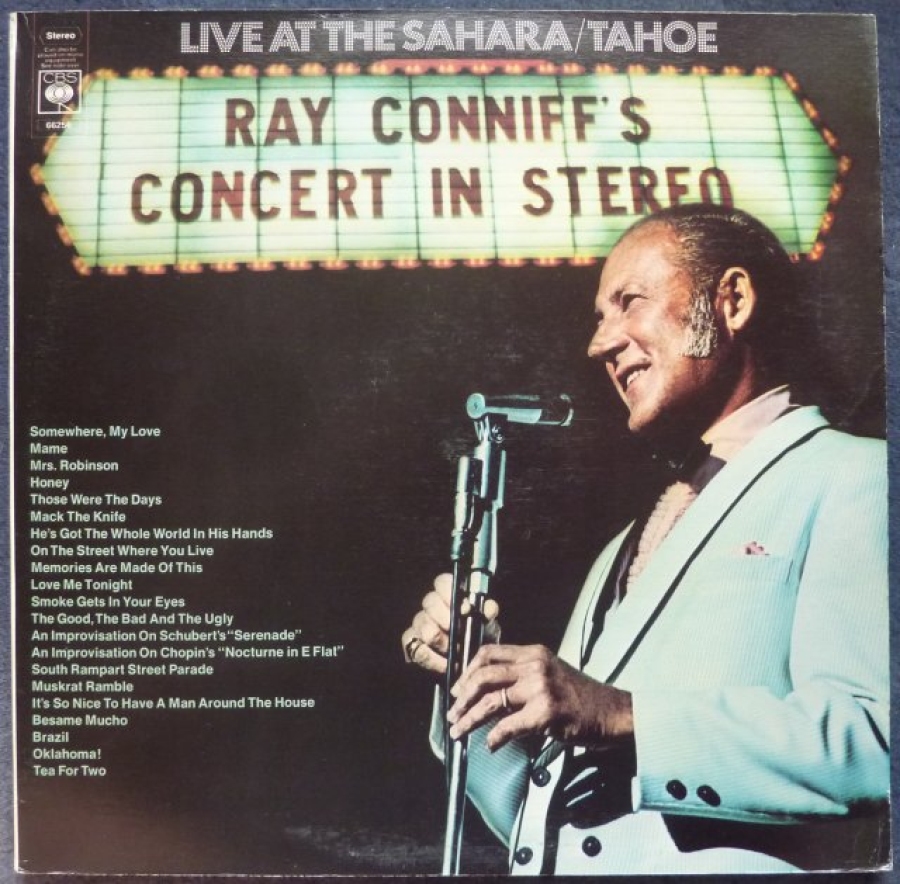 LIVE AT THE SAHARA/TAHOE
Stereo
CBS
RAY CONNIFF'S
CONCERT IN STEREO
Somewhere, My Love
Mame
Mrs. Robinson
Honey
Those Were The Days
Mack The Knife
He's Got The Whole World In His Hands
On The Street Where You Live
Memories Are Made Of This
Love Me Tonight
Smoke Gets In Your Eyes
The Good, The Bad And The Ugly
An Improvisation On Schubert's "Serenade"
An Improvisation On Chopin's "Nocturne in E Flat"
South Rampart Street Parade
Muskrat Ramble
It's So Nice To Have A Man Around The House
Besame Mucho
Brazil
Oklahoma!
Tea For Two